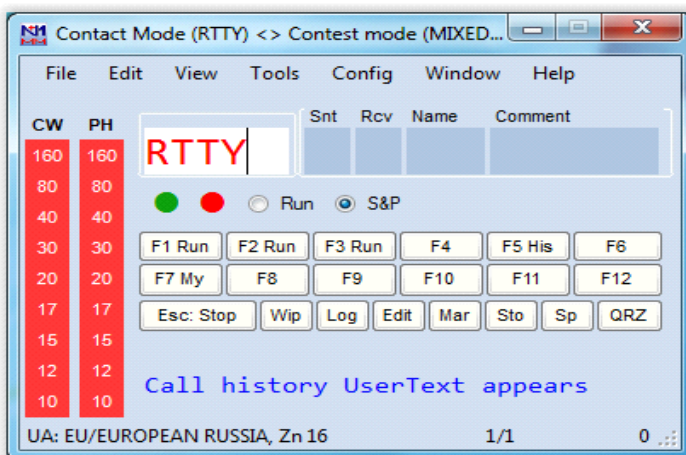 N1 MM Contact Mode (RTTY) <> Contest mode (MIXED...
File Edit View Tools Config Window Help
CW PH Snt Rcv Name Comment
160 160 RTTY
80 80
Run S&P
40 40
30 30 F1 Run F2 Run F3 Run F4 F5 His F6
20 20 F7 My F8 F9 F10 F11 F12
17 17 Esc: Stop Wip Log Edit Mar Sto Sp QRZ
15 15
12 12 Call history UserText appears
10 10
UA: EU/EUROPEAN RUSSIA, Zn 16 1/1 0